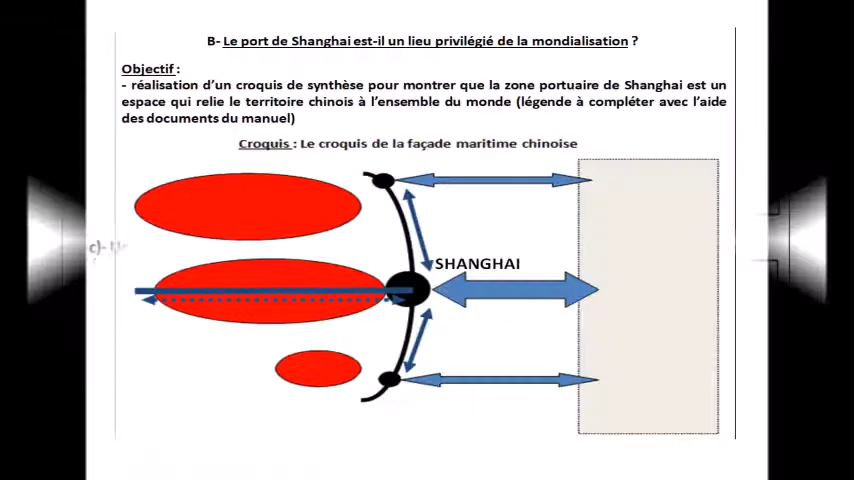 B- Le port de Shanghai est-il un lieu privilégié de la mondialisation ?
Objectif :
- réalisation d’un croquis de synthèse pour montrer que la zone portuaire de Shanghai est un
espace qui relie le territoire chinois à l’ensemble du monde (légende à compléter avec l’aide
des documents du manuel)
Croquis : Le croquis de la façade maritime chinoise
SHANGHAI